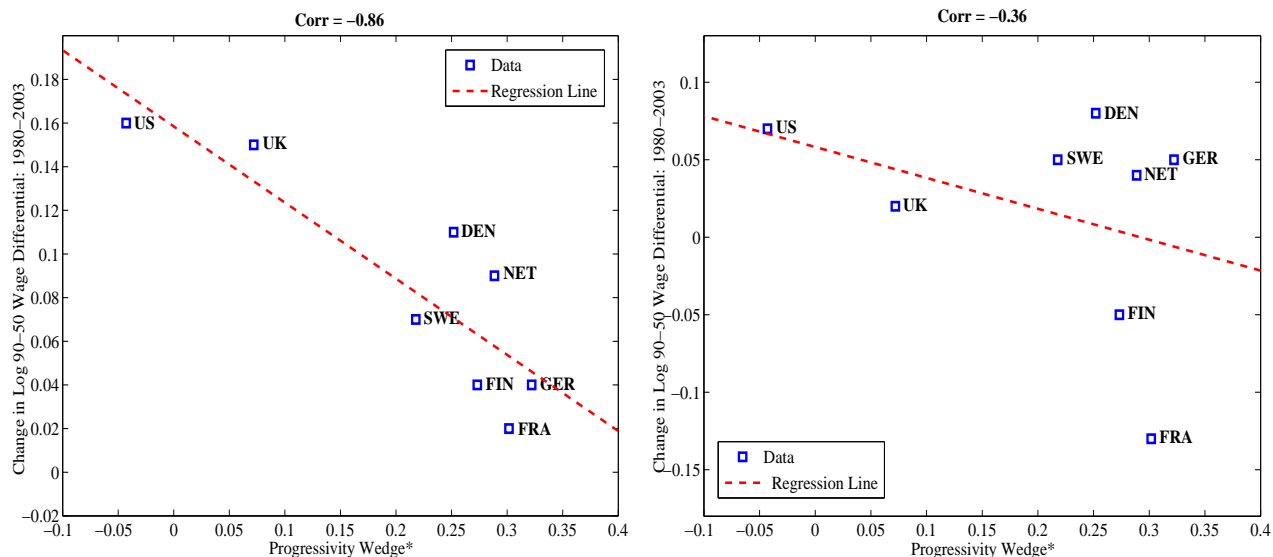 Corr = −0.86
Change in Log 90−50 Wage Differential: 1980−2003
0.18
0.16
0.14
0.12
0.1
0.08
0.06
0.04
0.02
0
−0.02
Data
Regression Line
US
UK
DEN
NET
SWE
FIN
GER
FRA
−0.1
−0.05
0
0.05
0.1
0.15
0.2
0.25
0.3
0.35
0.4
Progressivity Wedge*
Corr = −0.36
Change in Log 90−50 Wage Differential: 1980−2003
0.1
0.05
0
−0.05
−0.1
−0.15
US
DEN
SWE
GER
NET
UK
FIN
FRA
Data
Regression Line
−0.1
−0.05
0
0.05
0.1
0.15
0.2
0.25
0.3
0.35
0.4
Progressivity Wedge*